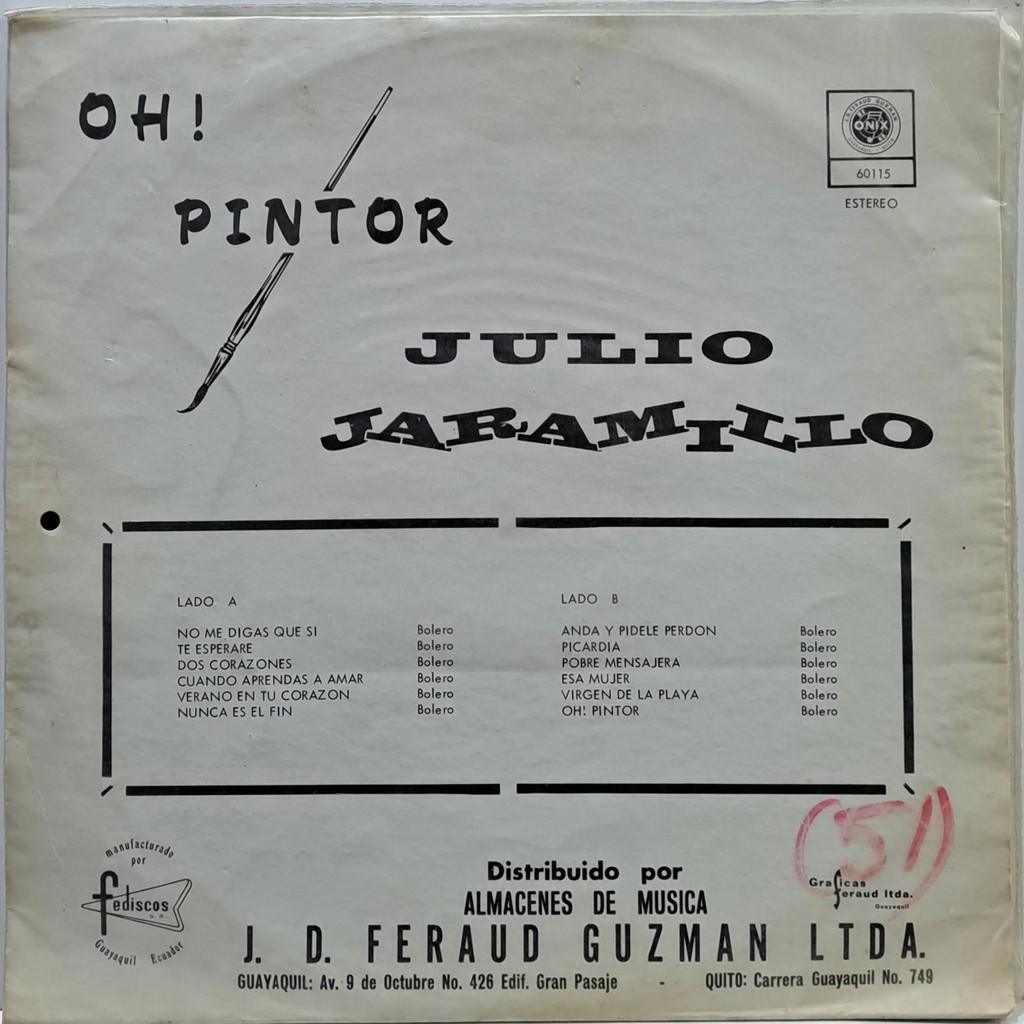 OH!
PINTOR
ONIX
60115
ESTEREO
JULIO
JARAMILLO
LADO A
NO ME DIGAS QUE SI Bolero
TE ESPERARE Bolero
DOS CORAZONES Bolero
CUANDO APRENDAS A AMAR Bolero
VERANO EN TU CORAZON Bolero
NUNCA ES EL FIN Bolero
LADO B
ANDA Y PIDELE PERDON Bolero
PICARDIA Bolero
POBRE MENSAJERA Bolero
ESA MUJER Bolero
VIRGEN DE LA PLAYA Bolero
OH! PINTOR Bolero
(51)
manufacturado
por
fediscos
s.a.
Guayaquil Ecuador
Graficas
feraud ltda.
Guayaquil
Distribuido por
ALMACENES DE MUSICA
J. D. FERAUD GUZMAN LTDA.
GUAYAQUIL: Av. 9 de Octubre No. 426 Edif. Gran Pasaje - QUITO: Carrera Guayaquil No. 749